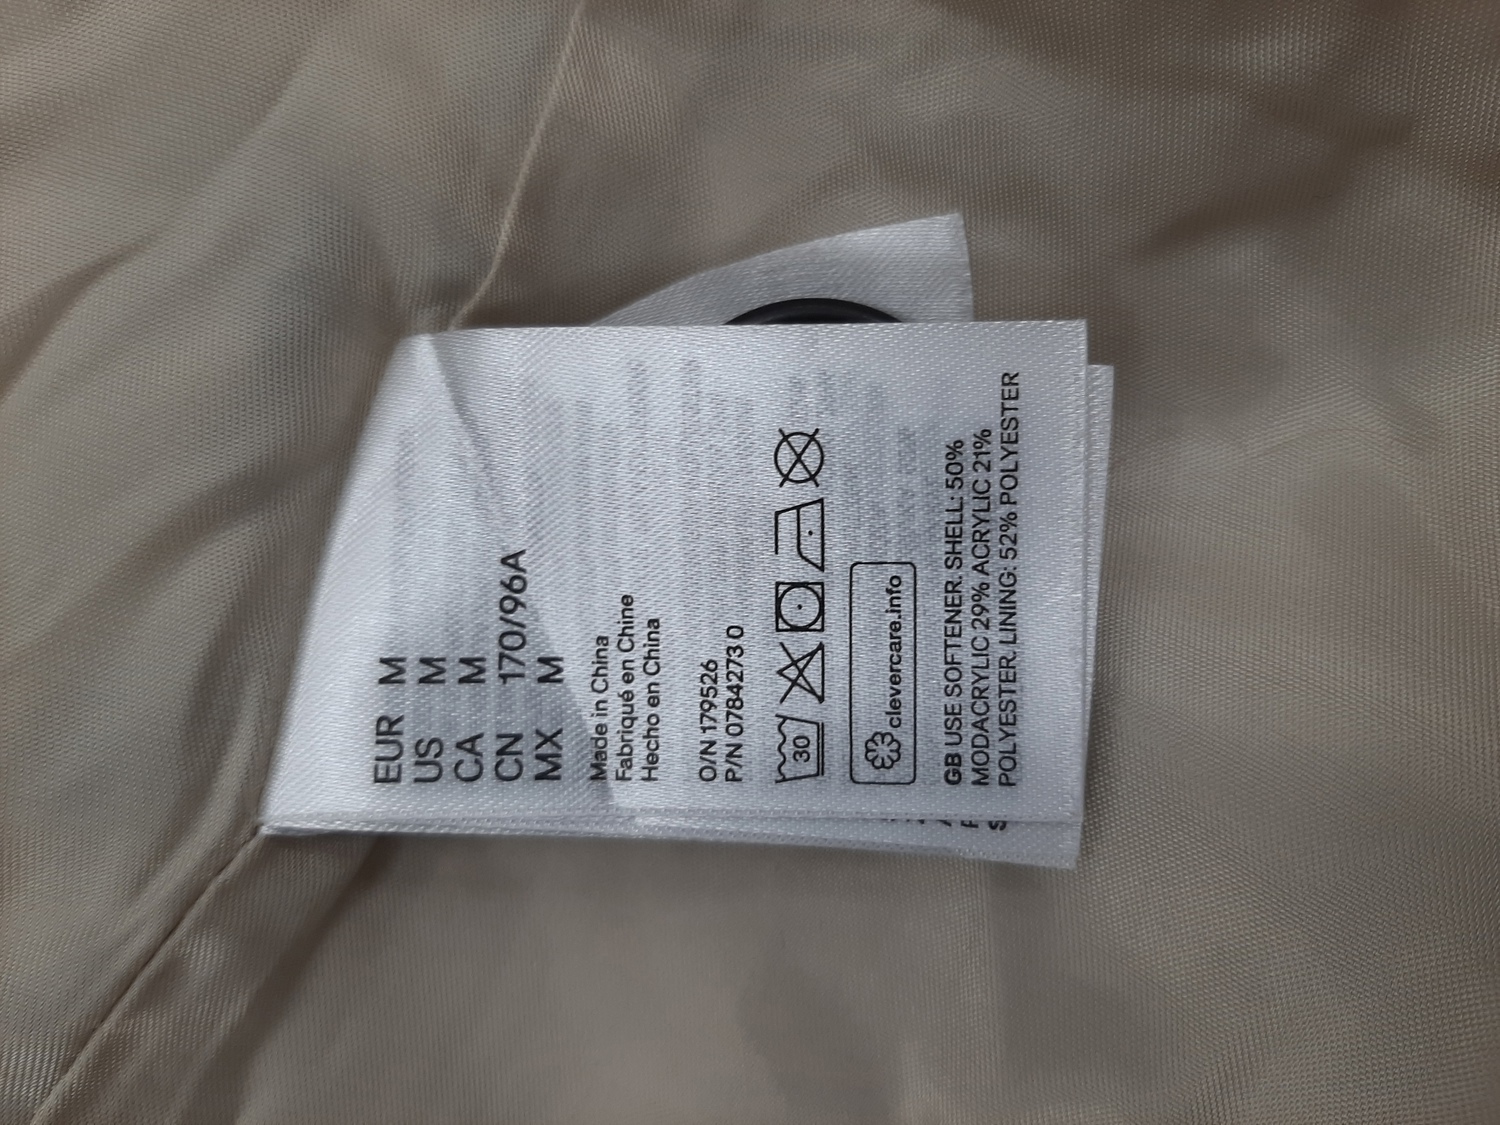 EUR M
US M
CA M
CN 170/96A
MX M
Made in China
Fabriqué en Chine
Hecho en China
O/N 179526
P/N 0784273 0
30
clevercare.info
GB USE SOFTENER. SHELL: 50%
MODACRYLIC 29% ACRYLIC 21%
POLYESTER. LINING: 52% POLYESTER